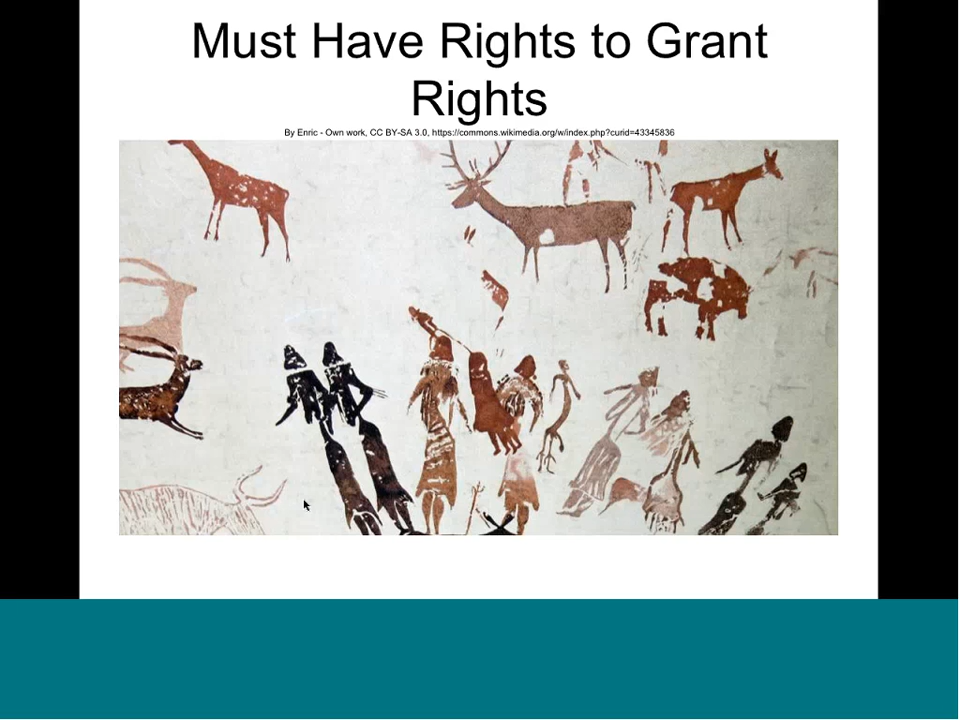 Must Have Rights to Grant
Rights
By Enric - Own work, CC BY-SA 3.0, https://commons.wikimedia.org/w/index.php?curid=43345836